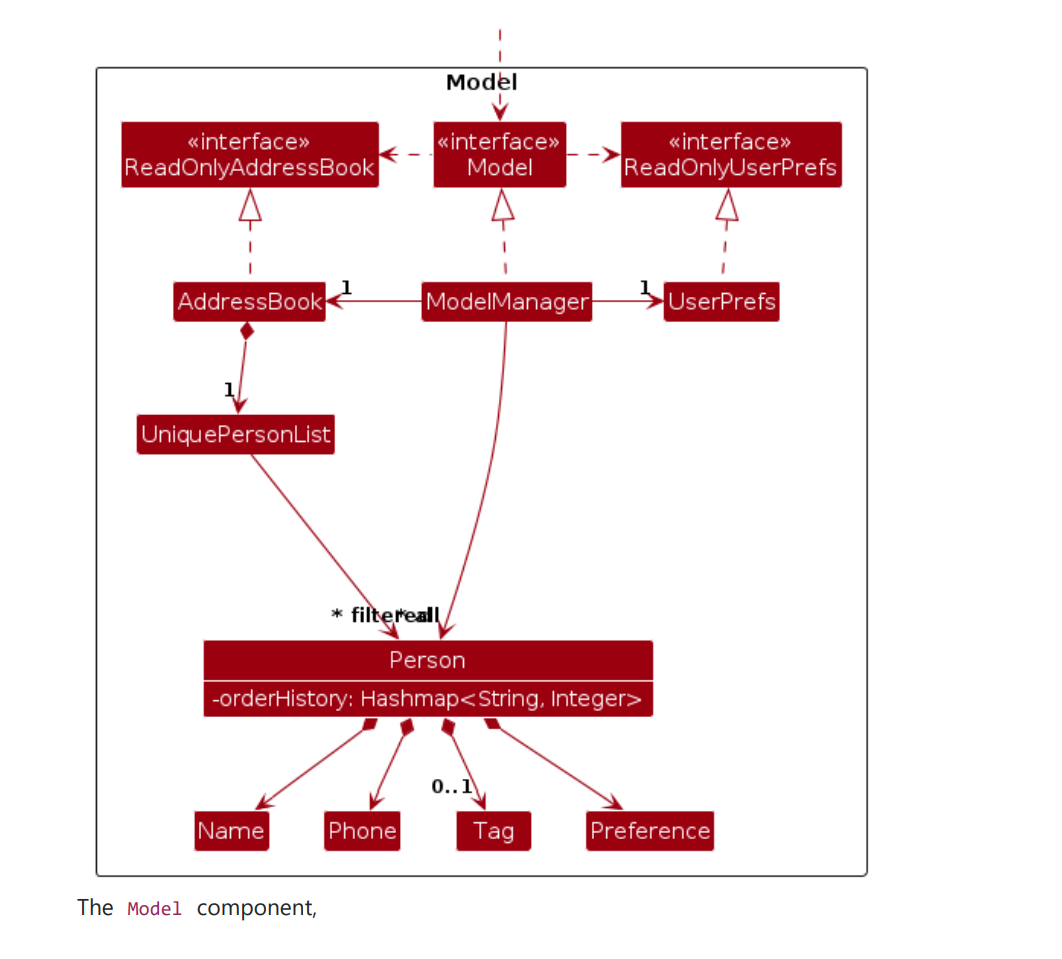 Model
«interface»
ReadOnlyAddressBook
«interface»
Model
«interface»
ReadOnlyUserPrefs
AddressBook
1
ModelManager
1
UserPrefs
1
UniquePersonList
* filtered
* all
Person
-orderHistory: Hashmap<String, Integer>
0..1
Name
Phone
Tag
Preference
The Model component,